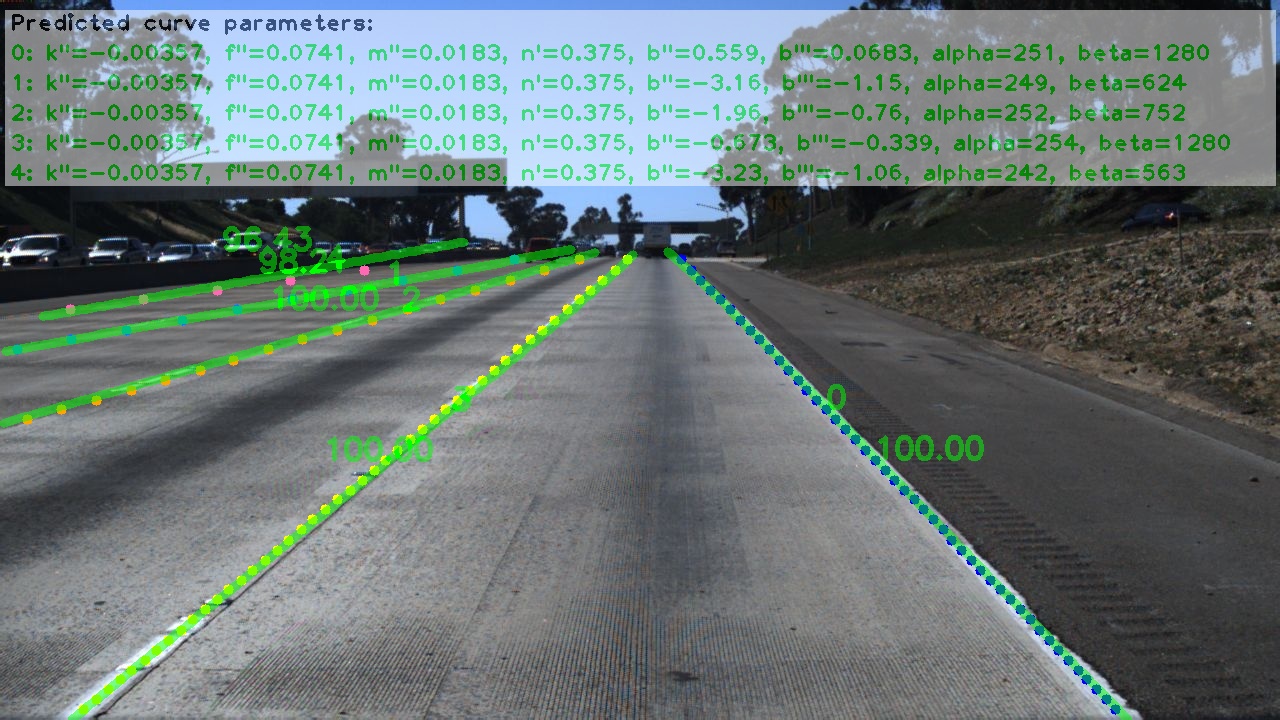 Predicted curve parameters:
0: k''=-0.00357, f''=0.0741, m''=0.0183, n'=0.375, b''=0.559, b'''=0.0683, alpha=251, beta=1280
1: k''=-0.00357, f''=0.0741, m''=0.0183, n'=0.375, b''=-3.16, b'''=-1.15, alpha=249, beta=624
2: k''=-0.00357, f''=0.0741, m''=0.0183, n'=0.375, b''=-1.96, b'''=-0.76, alpha=252, beta=752
3: k''=-0.00357, f''=0.0741, m''=0.0183, n'=0.375, b''=-0.673, b'''=-0.339, alpha=254, beta=1280
4: k''=-0.00357, f''=0.0741, m''=0.0183, n'=0.375, b''=-3.23, b'''=-1.06, alpha=242, beta=563
96.43
98.24 1
100.00 2
0
100.00
100.00